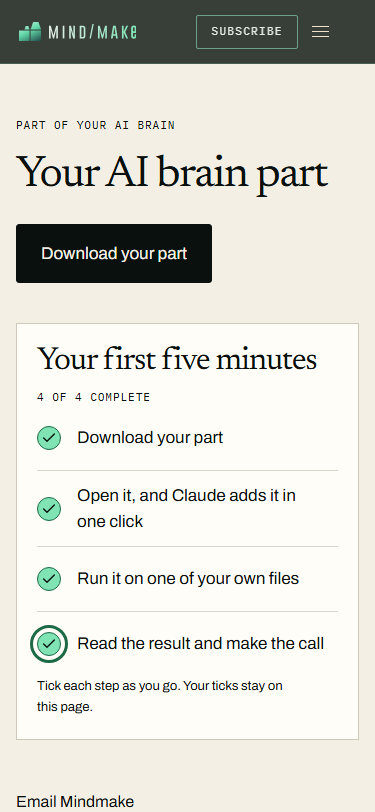 MIND/MAKE
SUBSCRIBE
PART OF YOUR AI BRAIN
Your AI brain part
Download your part
Your first five minutes
4 OF 4 COMPLETE
Download your part
Open it, and Claude adds it in
one click
Run it on one of your own files
Read the result and make the call
Tick each step as you go. Your ticks stay on
this page.
Email Mindmake